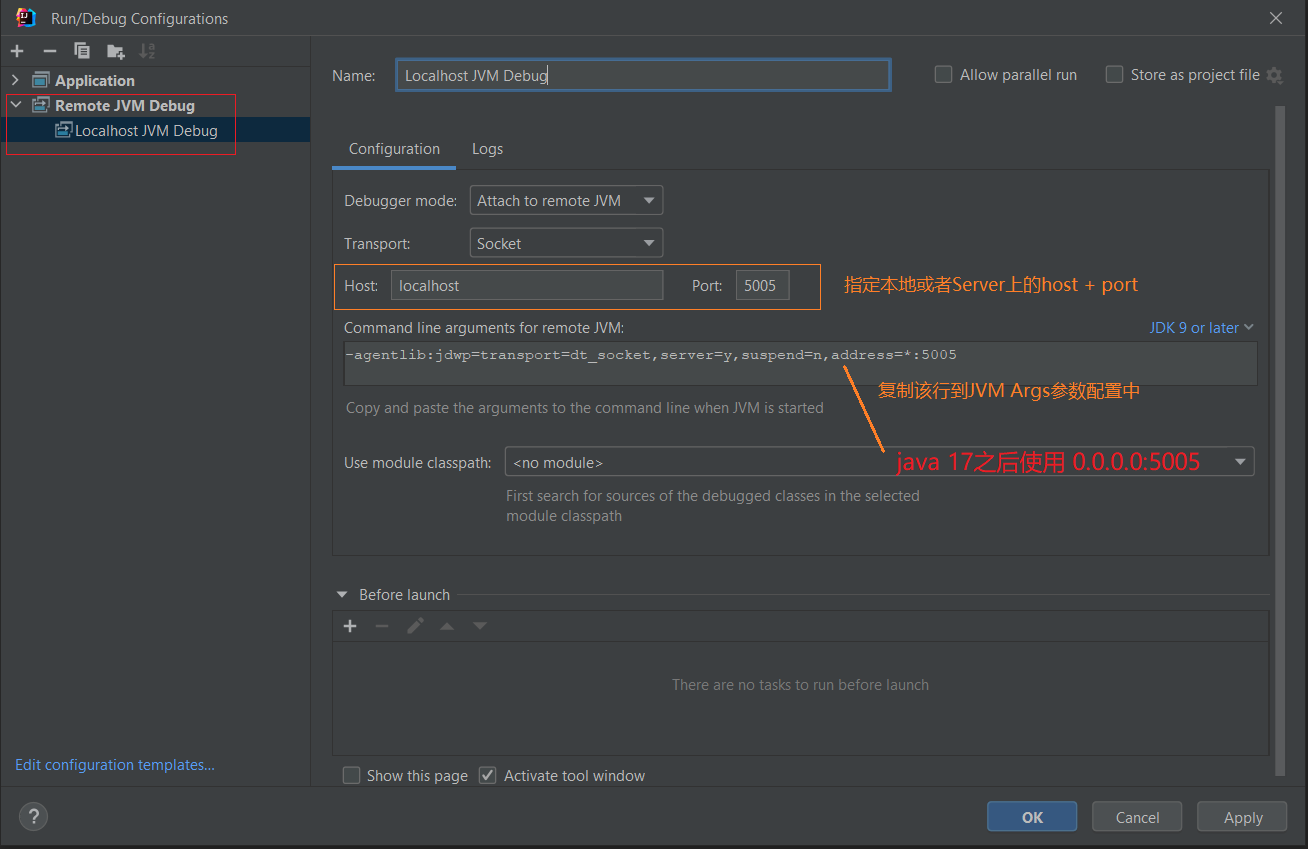 Run/Debug Configurations
Application
Remote JVM Debug
Localhost JVM Debug
Name: Localhost JVM Debug
Allow parallel run
Store as project file
Configuration
Logs
Debugger mode: Attach to remote JVM
Transport: Socket
Host: localhost Port: 5005
指定本地或者Server上的host + port
Command line arguments for remote JVM:
JDK 9 or later
-agentlib:jdwp=transport=dt_socket,server=y,suspend=n,address=*:5005
复制该行到JVM Args参数配置中
Copy and paste the arguments to the command line when JVM is started
Use module classpath: <no module>
java 17之后使用 0.0.0.0:5005
First search for sources of the debugged classes in the selected
module classpath
Before launch
There are no tasks to run before launch
Edit configuration templates...
Show this page
Activate tool window
?
OK
Cancel
Apply